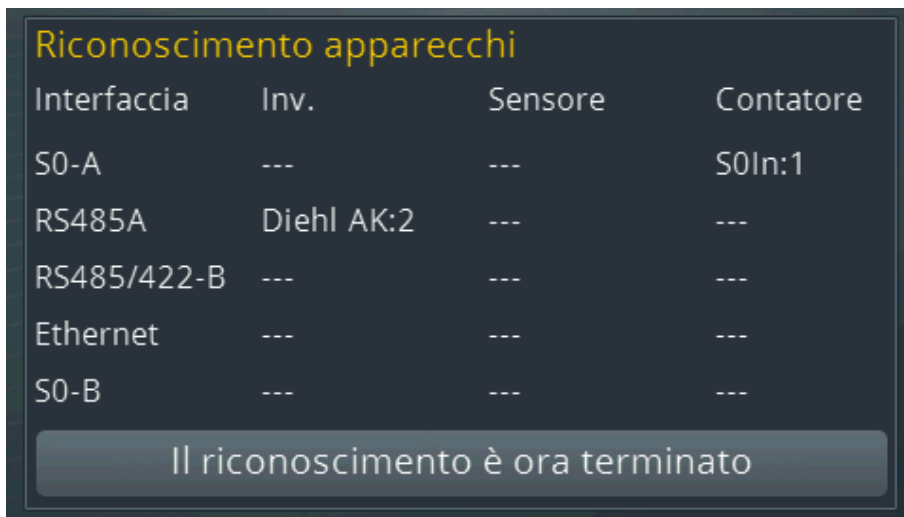 Riconoscimento apparecchi
Interfaccia Inv. Sensore Contatore
S0-A --- --- S0In:1
RS485A Diehl AK:2 --- ---
RS485/422-B --- --- ---
Ethernet --- --- ---
S0-B --- --- ---
Il riconoscimento è ora terminato